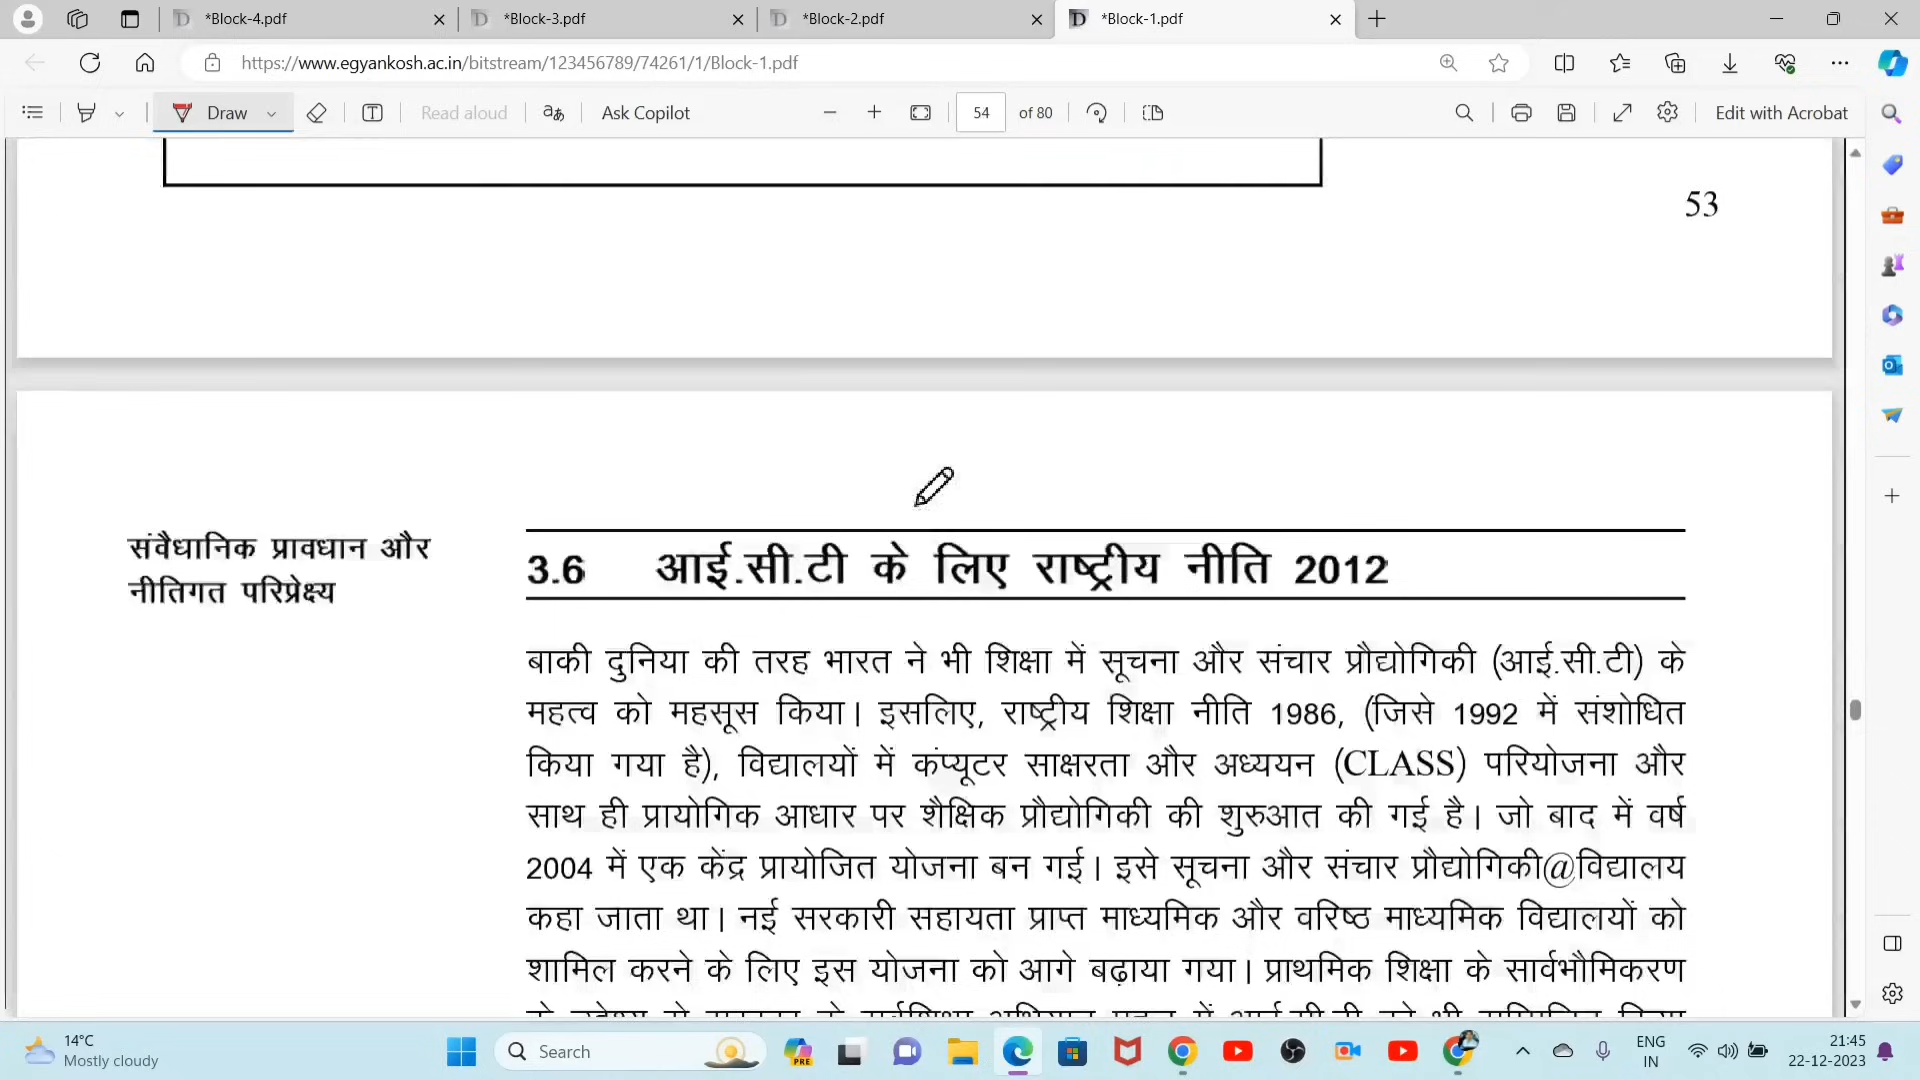 *Block-4.pdf
*Block-3.pdf
*Block-2.pdf
*Block-1.pdf
https://www.egyankosh.ac.in/bitstream/123456789/74261/1/Block-1.pdf
Draw
Read aloud
aあ
Ask Copilot
54 of 80
Edit with Acrobat
53
संवैधानिक प्रावधान और
नीतिगत परिप्रेक्ष्य
3.6 आई.सी.टी के लिए राष्ट्रीय नीति 2012
बाकी दुनिया की तरह भारत ने भी शिक्षा में सूचना और संचार प्रौद्योगिकी (आई.सी.टी) के
महत्व को महसूस किया। इसलिए, राष्ट्रीय शिक्षा नीति 1986, (जिसे 1992 में संशोधित
किया गया है), विद्यालयों में कंप्यूटर साक्षरता और अध्ययन (CLASS) परियोजना और
साथ ही प्रायोगिक आधार पर शैक्षिक प्रौद्योगिकी की शुरुआत की गई है। जो बाद में वर्ष
2004 में एक केंद्र प्रायोजित योजना बन गई। इसे सूचना और संचार प्रौद्योगिकी@विद्यालय
कहा जाता था। नई सरकारी सहायता प्राप्त माध्यमिक और वरिष्ठ माध्यमिक विद्यालयों को
शामिल करने के लिए इस योजना को आगे बढ़ाया गया। प्राथमिक शिक्षा के सार्वभौमिकरण
14°C
Mostly cloudy
Search
PRE
ENG
IN
21:45
22-12-2023